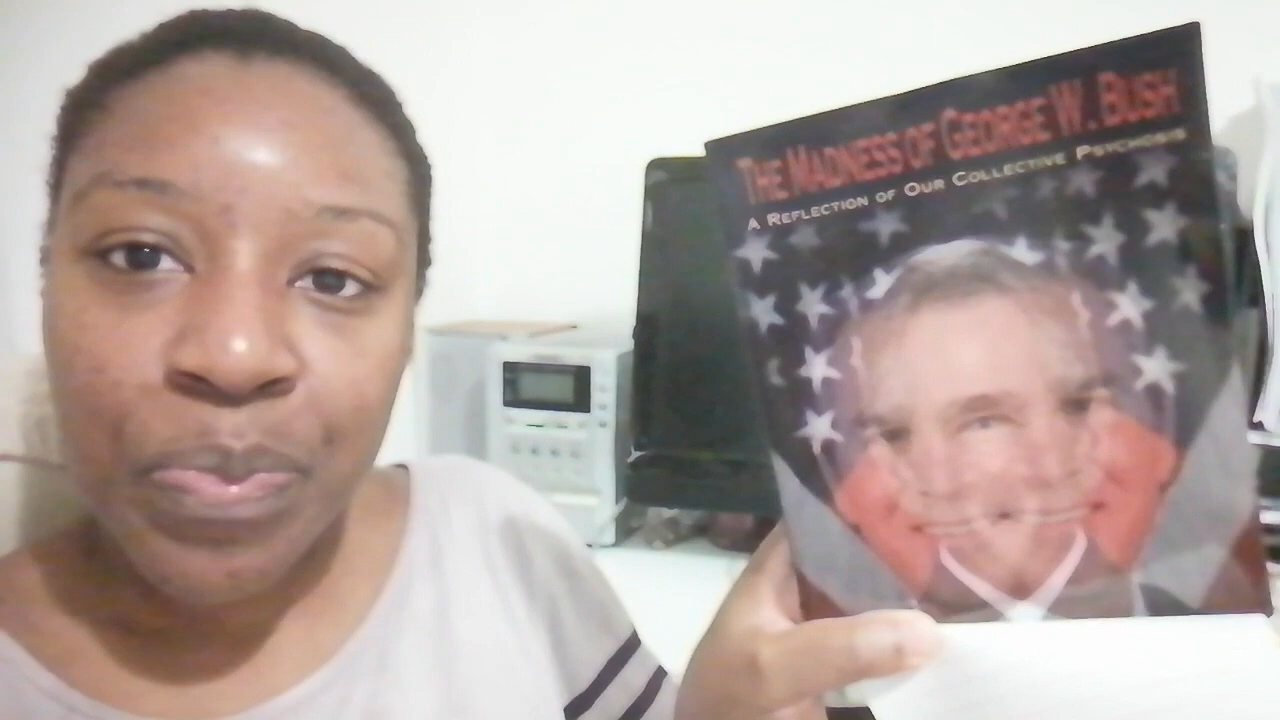 THE MADNESS OF GEORGE W. BUSH
A REFLECTION OF OUR COLLECTIVE PSYCHOSIS